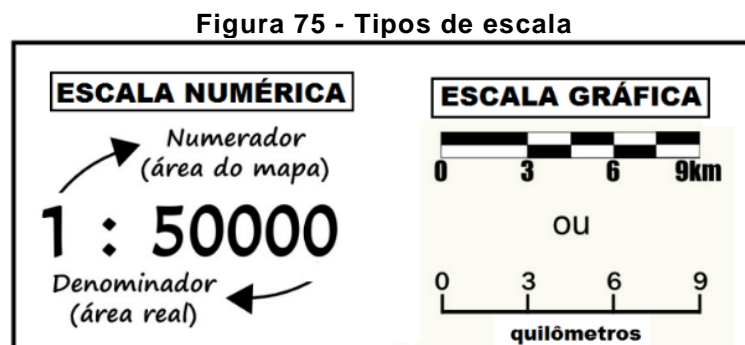 Figura 75 - Tipos de escala
ESCALA NUMÉRICA
Numerador
(área do mapa)
1 : 50000
Denominador
(área real)
ESCALA GRÁFICA
0 3 6 9km
ou
0 3 6 9
quilômetros